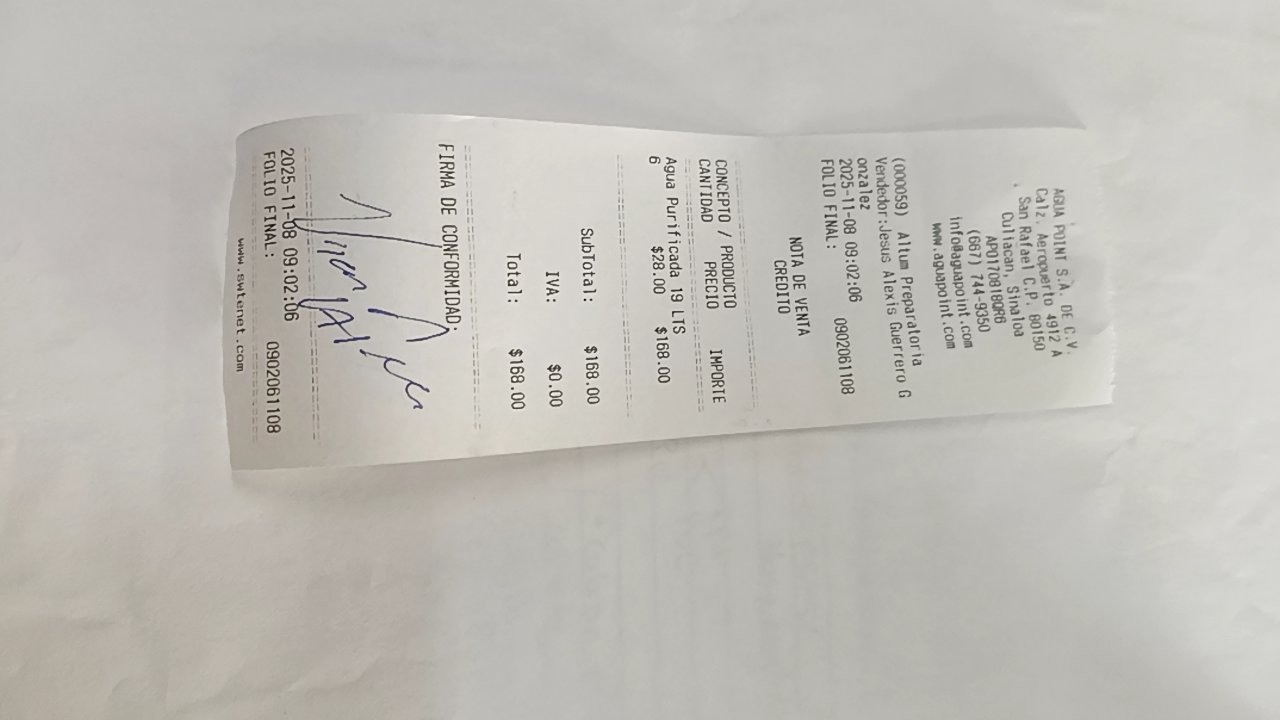 AGUA POINT S.A. DE C.V.
Calz. Aeropuerto 4912 A
San Rafael C.P. 80150
,
Culiacan, Sinaloa
APO170818QR6
(667) 744-9350
info@aguapoint.com
www.aguapoint.com
(000059) Altum Preparatoria
Vendedor:Jesus Alexis Guerrero G
onzalez
2025-11-08 09:02:06
FOLIO FINAL: 0902061108
NOTA DE VENTA
CREDITO
CONCEPTO / PRODUCTO
CANTIDAD PRECIO IMPORTE
Agua Purificada 19 LTS
6 $28.00 $168.00
SubTotal: $168.00
IVA: $0.00
Total: $168.00
FIRMA DE CONFORMIDAD:
2025-11-08 09:02:06
FOLIO FINAL: 0902061108
www.swtenet.com